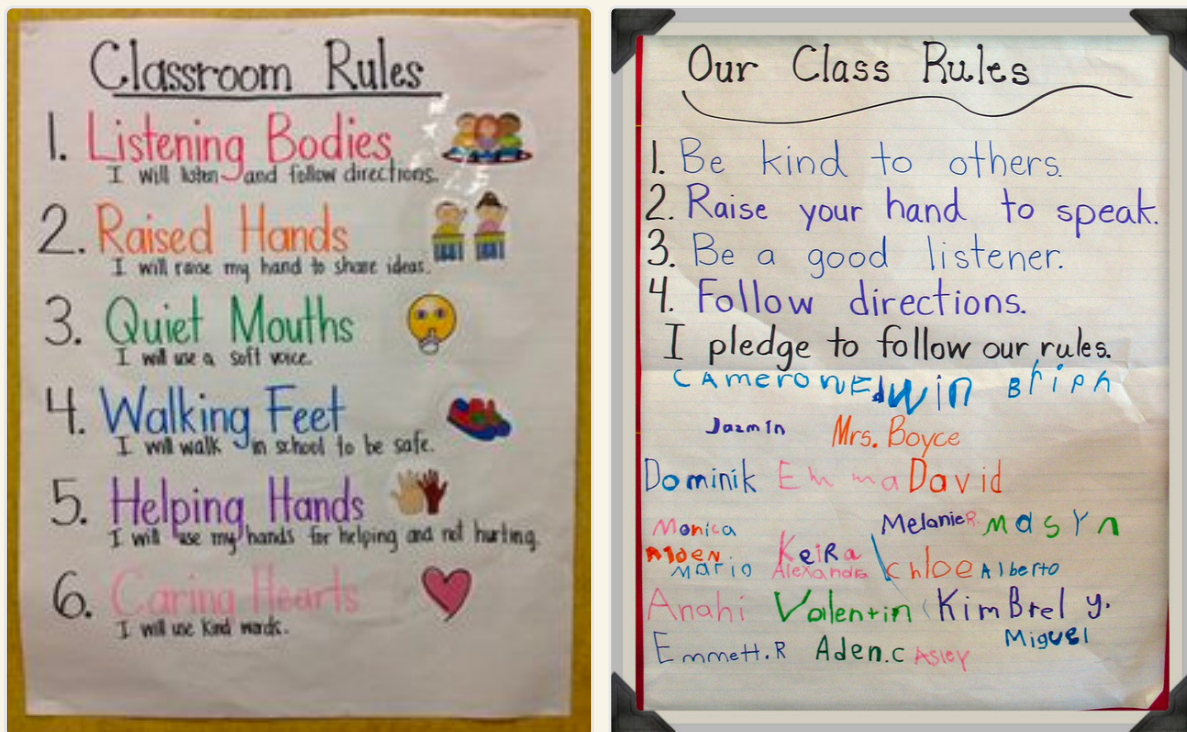 Classroom Rules
1. Listening Bodies
I will listen and follow directions.
2. Raised Hands
I will raise my hand to share ideas.
3. Quiet Mouths
I will use a soft voice.
4. Walking Feet
I will walk in school to be safe.
5. Helping Hands
I will use my hands for helping and not hurting.
6. Caring Hearts
I will use kind words.
Our Class Rules
1. Be kind to others.
2. Raise your hand to speak.
3. Be a good listener.
4. Follow directions.
I pledge to follow our rules.
Cameron Edwin
Jazmin Mrs. Boyce
Dominik Emma David
Monica Melanie R. Masyn
Aiden Keira
Mario Alexandra Khloe Alberto
Anahi Valentin Kimbrely.
Miguel
Emmett.R Aden.C Asley